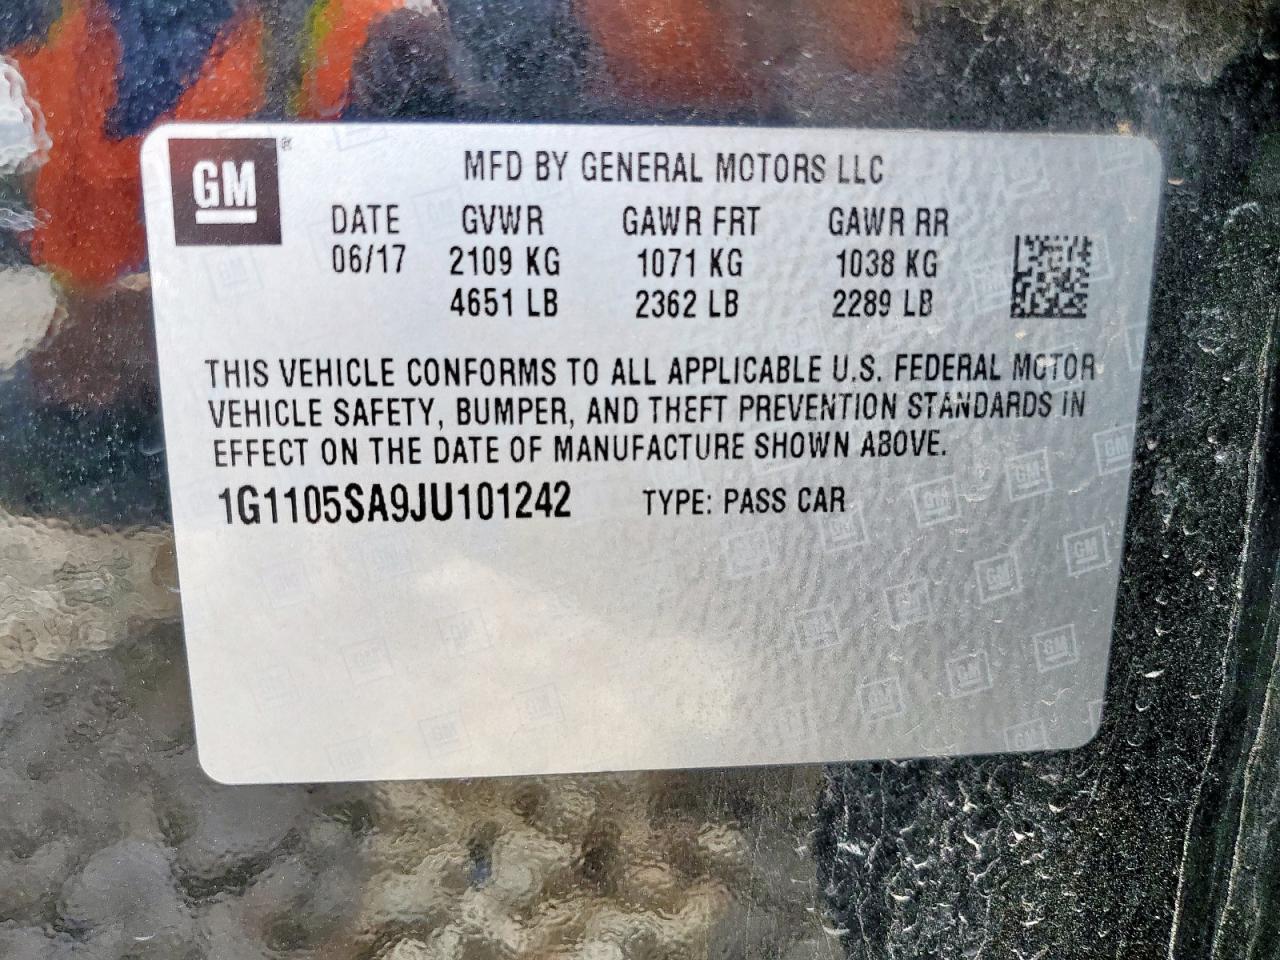 GM ®
MFD BY GENERAL MOTORS LLC
DATE GVWR GAWR FRT GAWR RR
06/17 2109 KG 1071 KG 1038 KG
4651 LB 2362 LB 2289 LB
THIS VEHICLE CONFORMS TO ALL APPLICABLE U.S. FEDERAL MOTOR
VEHICLE SAFETY, BUMPER, AND THEFT PREVENTION STANDARDS IN
EFFECT ON THE DATE OF MANUFACTURE SHOWN ABOVE.
1G1105SA9JU101242 TYPE: PASS CAR